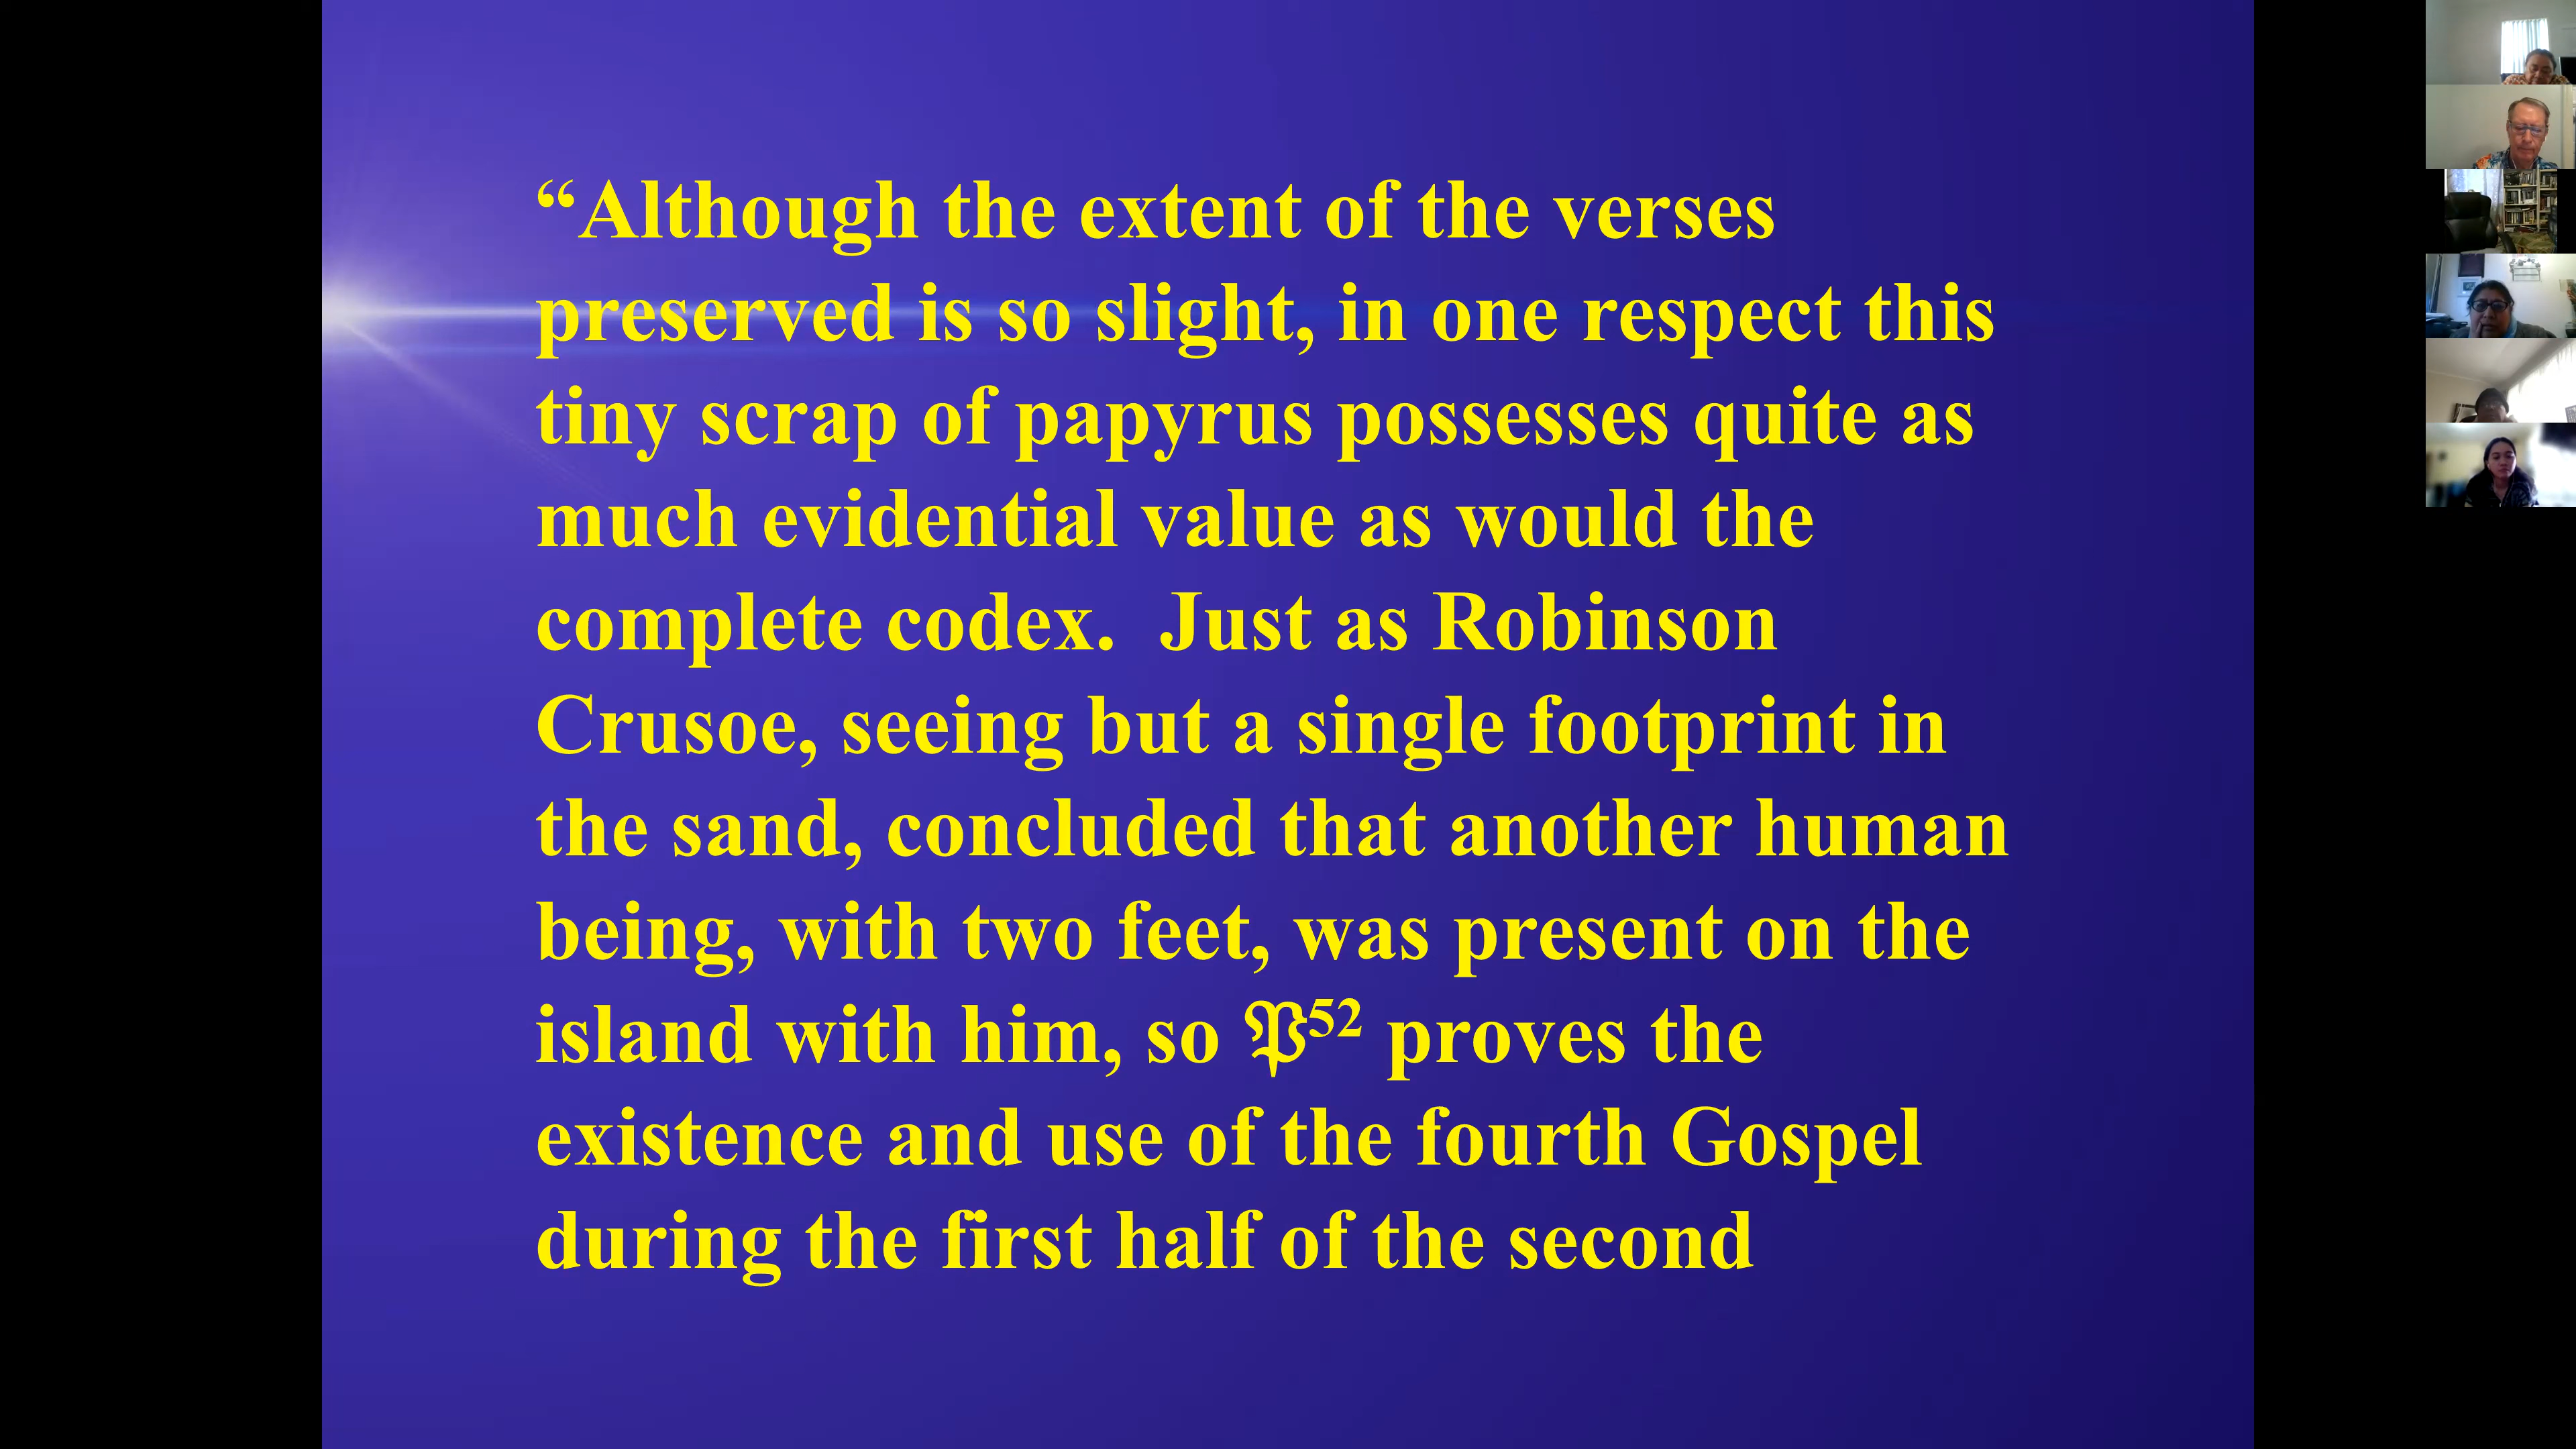 “Although the extent of the verses
preserved is so slight, in one respect this
tiny scrap of papyrus possesses quite as
much evidential value as would the
complete codex.  Just as Robinson
Crusoe, seeing but a single footprint in
the sand, concluded that another human
being, with two feet, was present on the
island with him, so 𝔓⁵² proves the
existence and use of the fourth Gospel
during the first half of the second